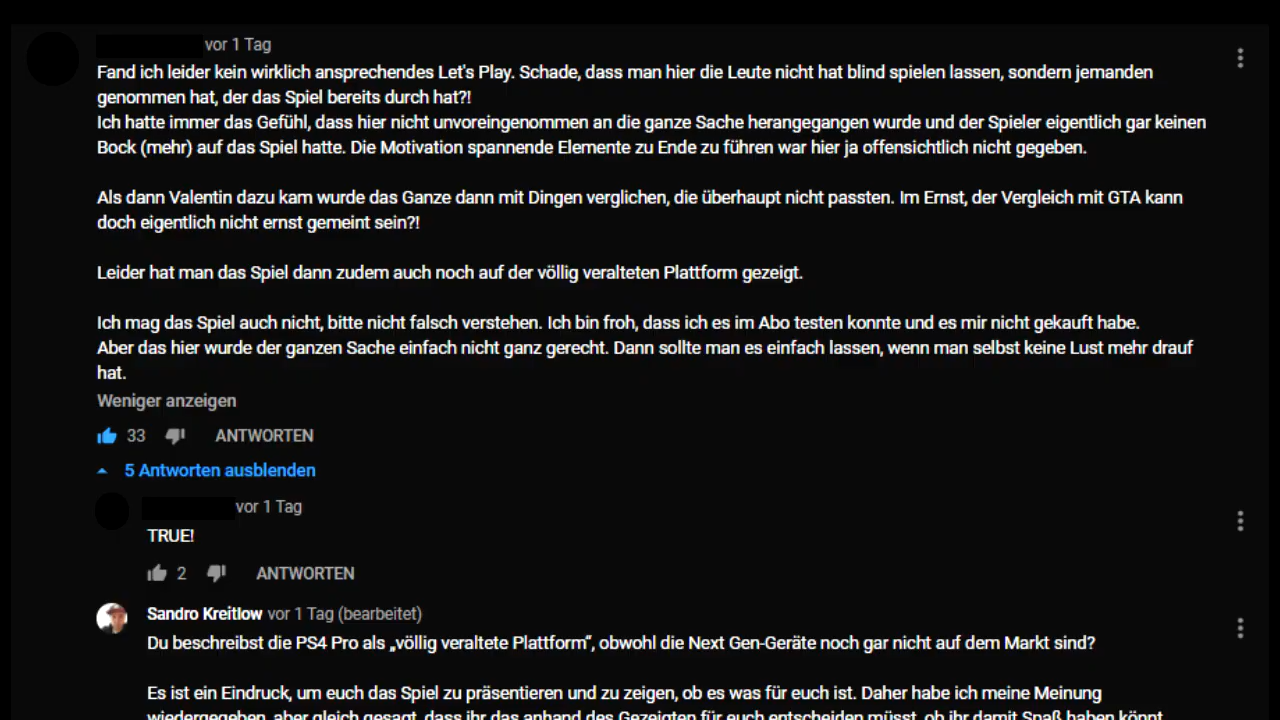 vor 1 Tag
Fand ich leider kein wirklich ansprechendes Let's Play. Schade, dass man hier die Leute nicht hat blind spielen lassen, sondern jemanden
genommen hat, der das Spiel bereits durch hat?!
Ich hatte immer das Gefühl, dass hier nicht unvoreingenommen an die ganze Sache herangegangen wurde und der Spieler eigentlich gar keinen
Bock (mehr) auf das Spiel hatte. Die Motivation spannende Elemente zu Ende zu führen war hier ja offensichtlich nicht gegeben.
Als dann Valentin dazu kam wurde das Ganze dann mit Dingen verglichen, die überhaupt nicht passten. Im Ernst, der Vergleich mit GTA kann
doch eigentlich nicht ernst gemeint sein?!
Leider hat man das Spiel dann zudem auch noch auf der völlig veralteten Plattform gezeigt.
Ich mag das Spiel auch nicht, bitte nicht falsch verstehen. Ich bin froh, dass ich es im Abo testen konnte und es mir nicht gekauft habe.
Aber das hier wurde der ganzen Sache einfach nicht ganz gerecht. Dann sollte man es einfach lassen, wenn man selbst keine Lust mehr drauf
hat.
Weniger anzeigen
33 ANTWORTEN
5 Antworten ausblenden
vor 1 Tag
TRUE!
2 ANTWORTEN
Sandro Kreitlow vor 1 Tag (bearbeitet)
Du beschreibst die PS4 Pro als „völlig veraltete Plattform“, obwohl die Next Gen-Geräte noch gar nicht auf dem Markt sind?
Es ist ein Eindruck, um euch das Spiel zu präsentieren und zu zeigen, ob es was für euch ist. Daher habe ich meine Meinung
wiedergegeben, aber gleich gesagt, dass ihr das anhand des Gezeigten für euch entscheiden müsst, ob ihr damit Spaß haben könnt